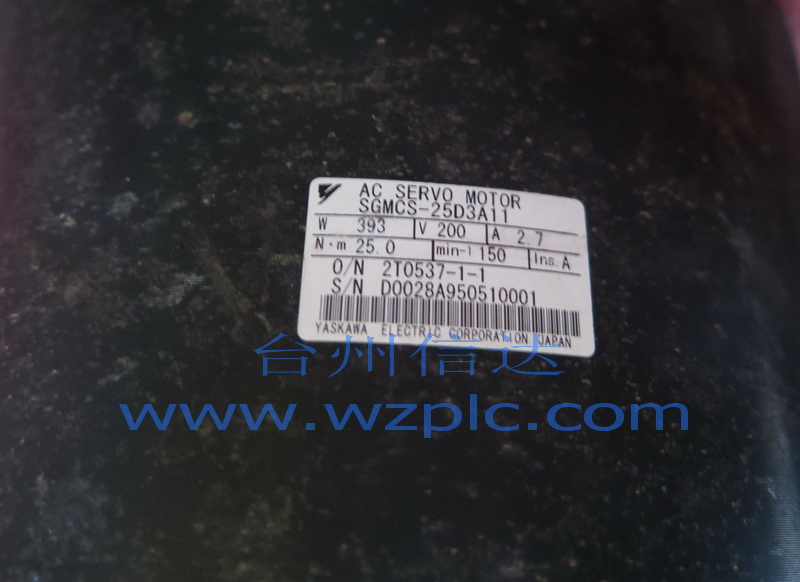 AC SERVO MOTOR
SGMCS-25D3A11
W 393 V 200 A 2.7
N·m 25.0 min-1 150 Ins. A
O/N 2T0537-1-1
S/N D0028A950510001
YASKAWA ELECTRIC CORPORATION JAPAN
台州信达
www.wzplc.com